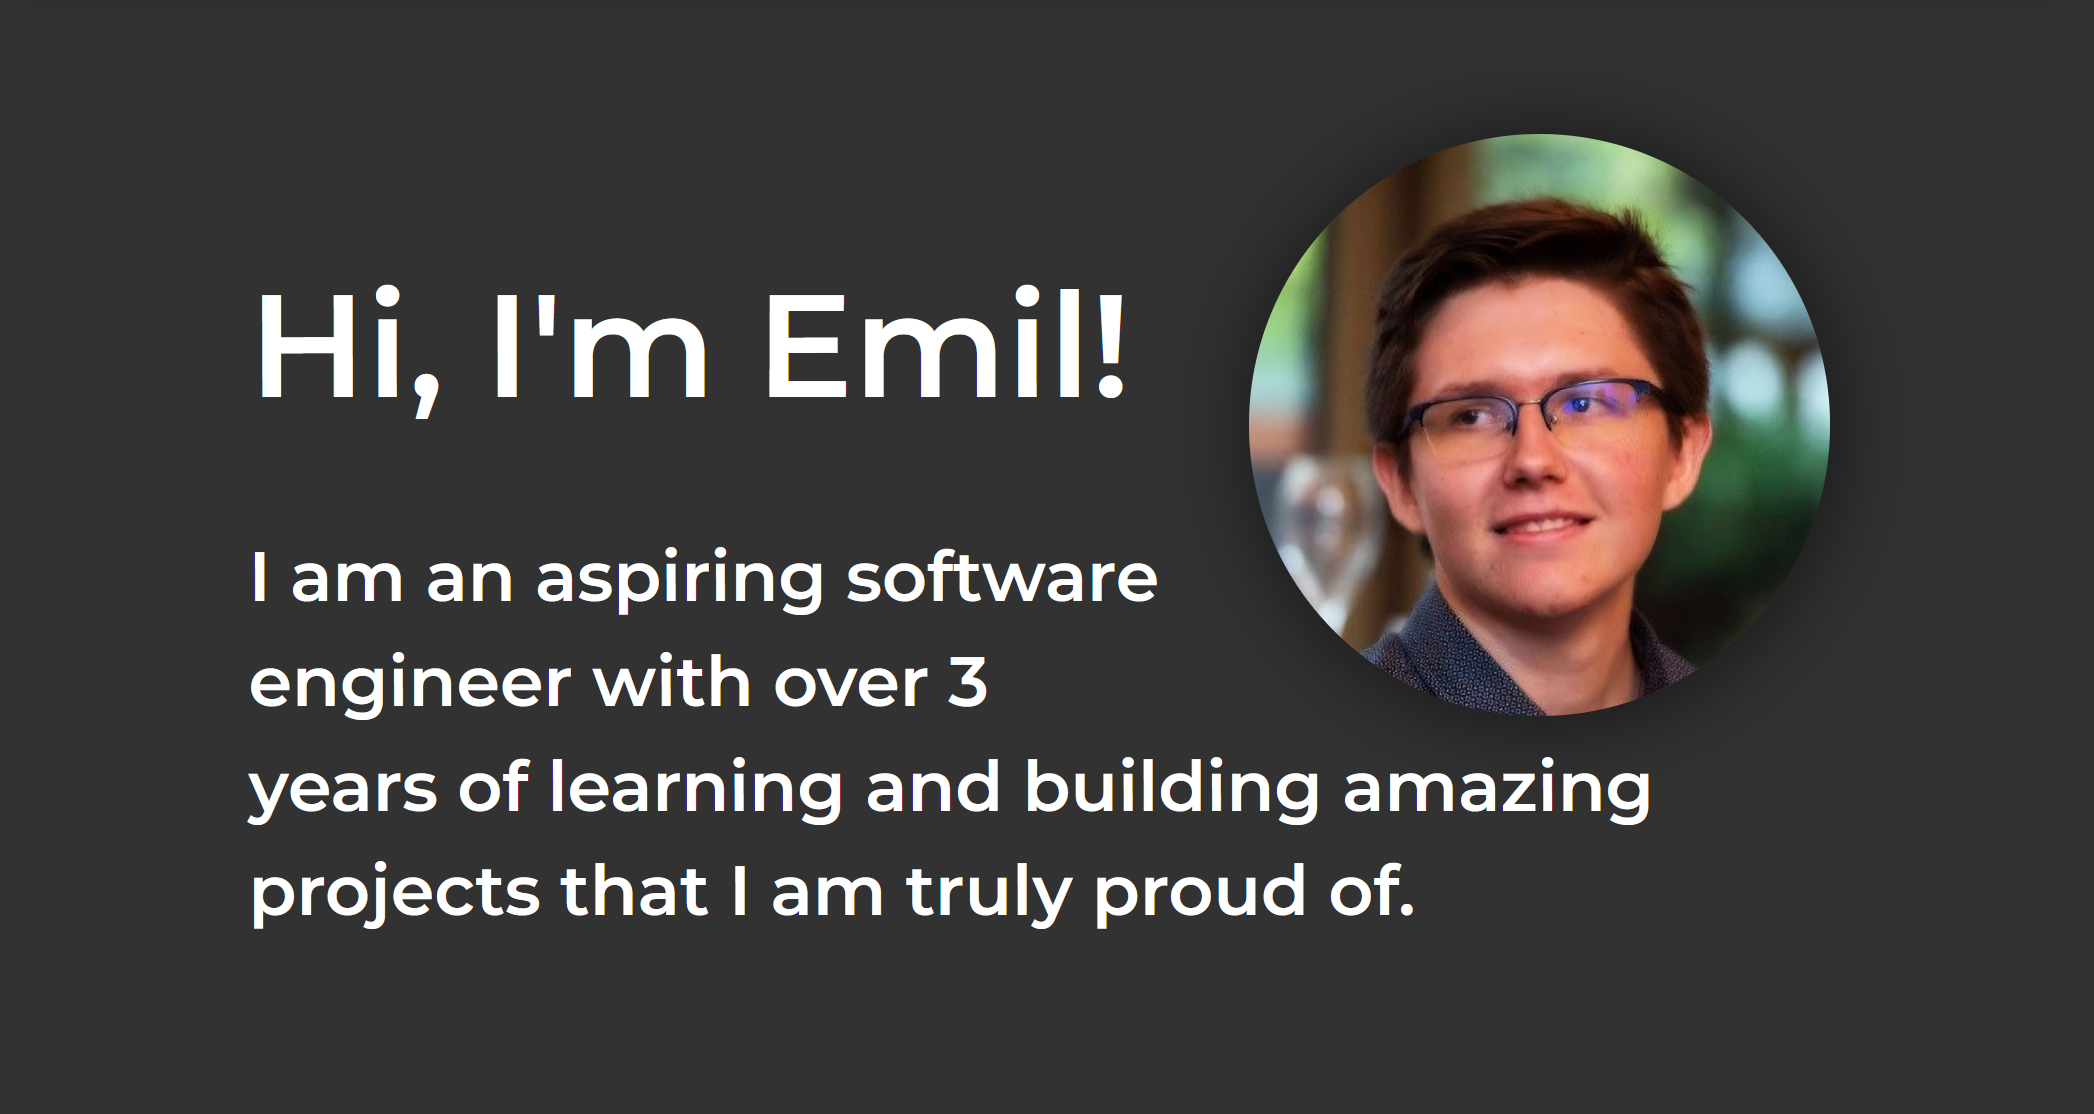 Hi, I'm Emil!
I am an aspiring software
engineer with over 3
years of learning and building amazing
projects that I am truly proud of.